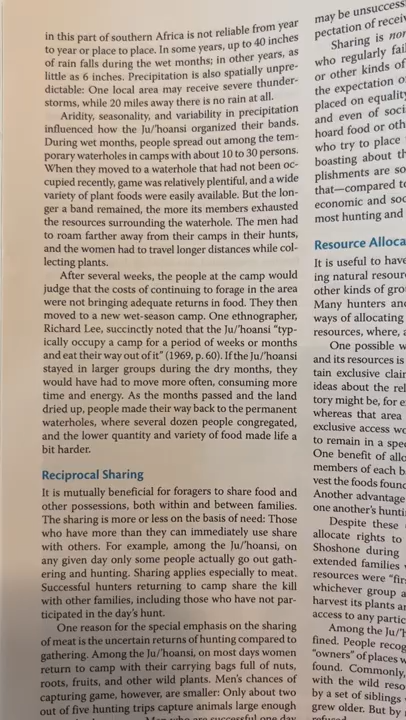 in this part of southern Africa is not reliable from year
to year or place to place. In some years, up to 40 inches
of rain falls during the wet months; in other years, as
little as 6 inches. Precipitation is also spatially unpre-
dictable: One local area may receive severe thunder-
storms, while 20 miles away there is no rain at all.
Aridity, seasonality, and variability in precipitation
influenced how the Ju/'hoansi organized their bands.
During wet months, people spread out among the tem-
porary waterholes in camps with about 10 to 30 persons.
When they moved to a waterhole that had not been oc-
cupied recently, game was relatively plentiful, and a wide
variety of plant foods were easily available. But the lon-
ger a band remained, the more its members exhausted
the resources surrounding the waterhole. The men had
to roam farther away from their camps in their hunts,
and the women had to travel longer distances while col-
lecting plants.
After several weeks, the people at the camp would
judge that the costs of continuing to forage in the area
were not bringing adequate returns in food. They then
moved to a new wet-season camp. One ethnographer,
Richard Lee, succinctly noted that the Ju/'hoansi "typ-
ically occupy a camp for a period of weeks or months
and eat their way out of it" (1969, p. 60). If the Ju/'hoansi
stayed in larger groups during the dry months, they
would have had to move more often, consuming more
time and energy. As the months passed and the land
dried up, people made their way back to the permanent
waterholes, where several dozen people congregated,
and the lower quantity and variety of food made life a
bit harder.
Reciprocal Sharing
It is mutually beneficial for foragers to share food and
other possessions, both within and between families.
The sharing is more or less on the basis of need: Those
who have more than they can immediately use share
with others. For example, among the Ju/'hoansi, on
any given day only some people actually go out gath-
ering and hunting. Sharing applies especially to meat.
Successful hunters returning to camp share the kill
with other families, including those who have not par-
ticipated in the day's hunt.
One reason for the special emphasis on the sharing
of meat is the uncertain returns of hunting compared to
gathering. Among the Ju/'hoansi, on most days women
return to camp with their carrying bags full of nuts,
roots, fruits, and other wild plants. Men's chances of
capturing game, however, are smaller: Only about two
out of five hunting trips capture animals large enough
may be unsuccess
pectation of receiv
Sharing is nor
who regularly fai
or other kinds of
the expectation o
placed on equality
and even of soci
hoard food or oth
who try to place
boasting about th
plishments are so
that—compared to
economic and soc
most hunting and
Resource Alloca
It is useful to have
ing natural resour
other kinds of gro
Many hunters and
ways of allocating
resources, where, a
One possible w
and its resources is
tain exclusive clai
ideas about the rel
tory might be, for e
whereas that area
exclusive access wo
to remain in a spec
One benefit of allo
members of each b
vest the foods foun
Another advantage
one another's hunti
Despite these
allocate rights to
Shoshone during
extended families
resources were "firs
whichever group a
harvest its plants an
access to any partic
Among the Ju/'h
fined. People recog
"owners" of places w
found. Commonly,
with the wild reso
by a set of siblings
grew older. But by